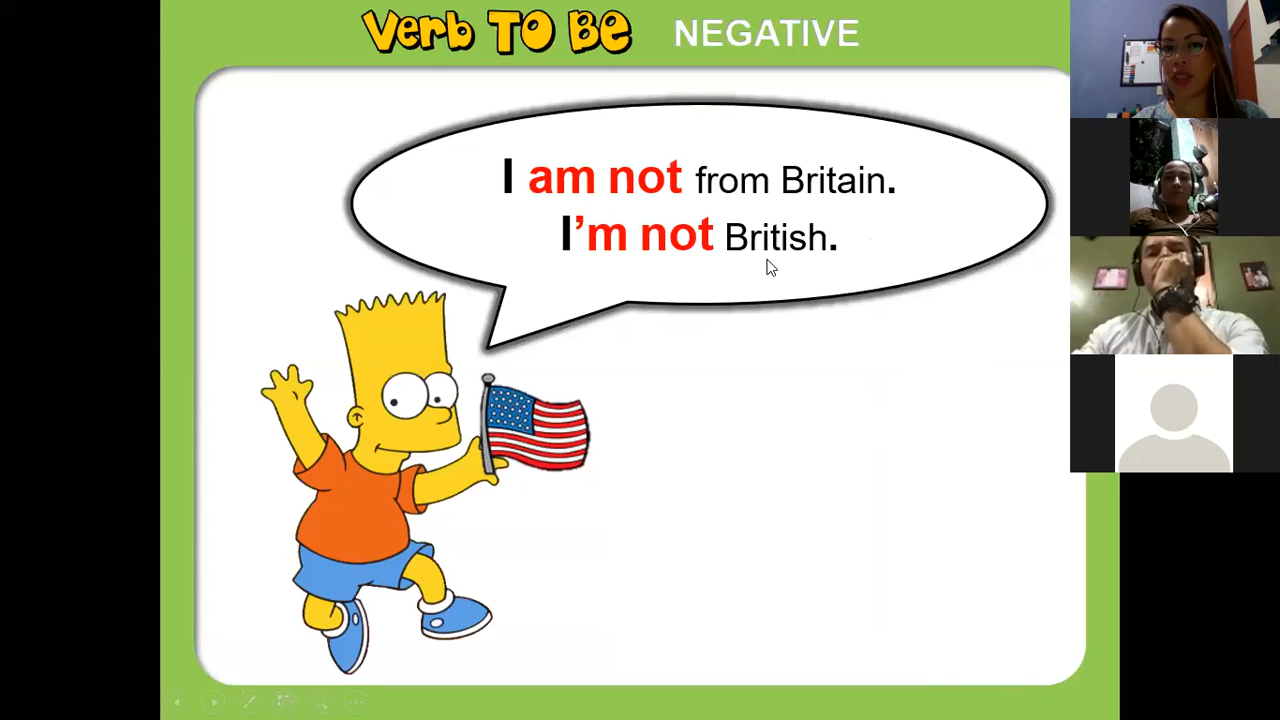 Verb TO BE NEGATIVE
I am not from Britain.
I’m not British.